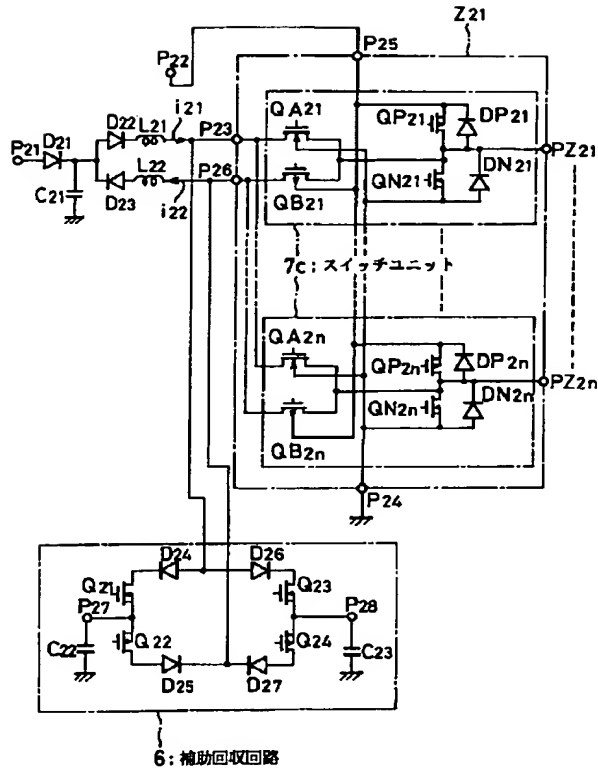 Z21
P25
P22
QA21
QP21
DP21
D22
L21
i21
P23
P21
D21
PZ21
L22
P26
DN21
C21
QN21
D23
i22
QB21
7c:スイッチユニット
QA2n
QP2n
DP2n
PZ2n
QN2n
DN2n
QB2n
P24
D24
D26
Q21
Q23
P27
P28
Q22
Q24
C22
C23
D25
D27
6:補助回収回路